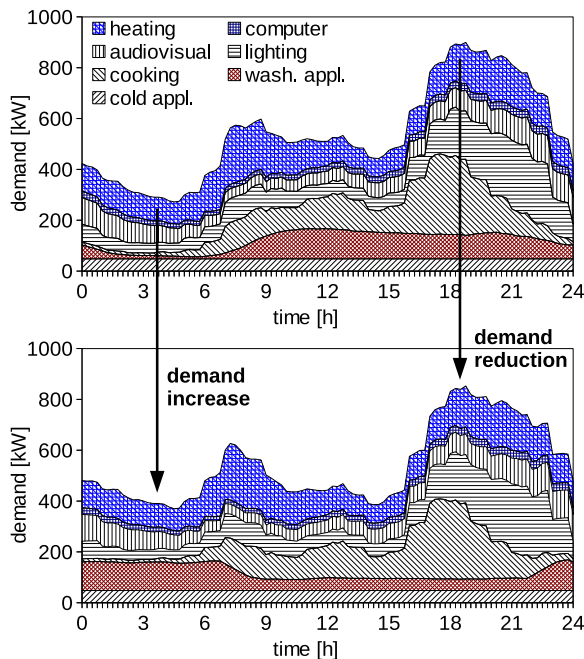 1000
800
600
400
200
0
demand [kW]
heating computer
audiovisual lighting
cooking wash. appl.
cold appl.
0 3 6 9 12 15 18 21 24
time [h]
demand
increase
demand
reduction
1000
800
600
400
200
0
demand [kW]
0 3 6 9 12 15 18 21 24
time [h]